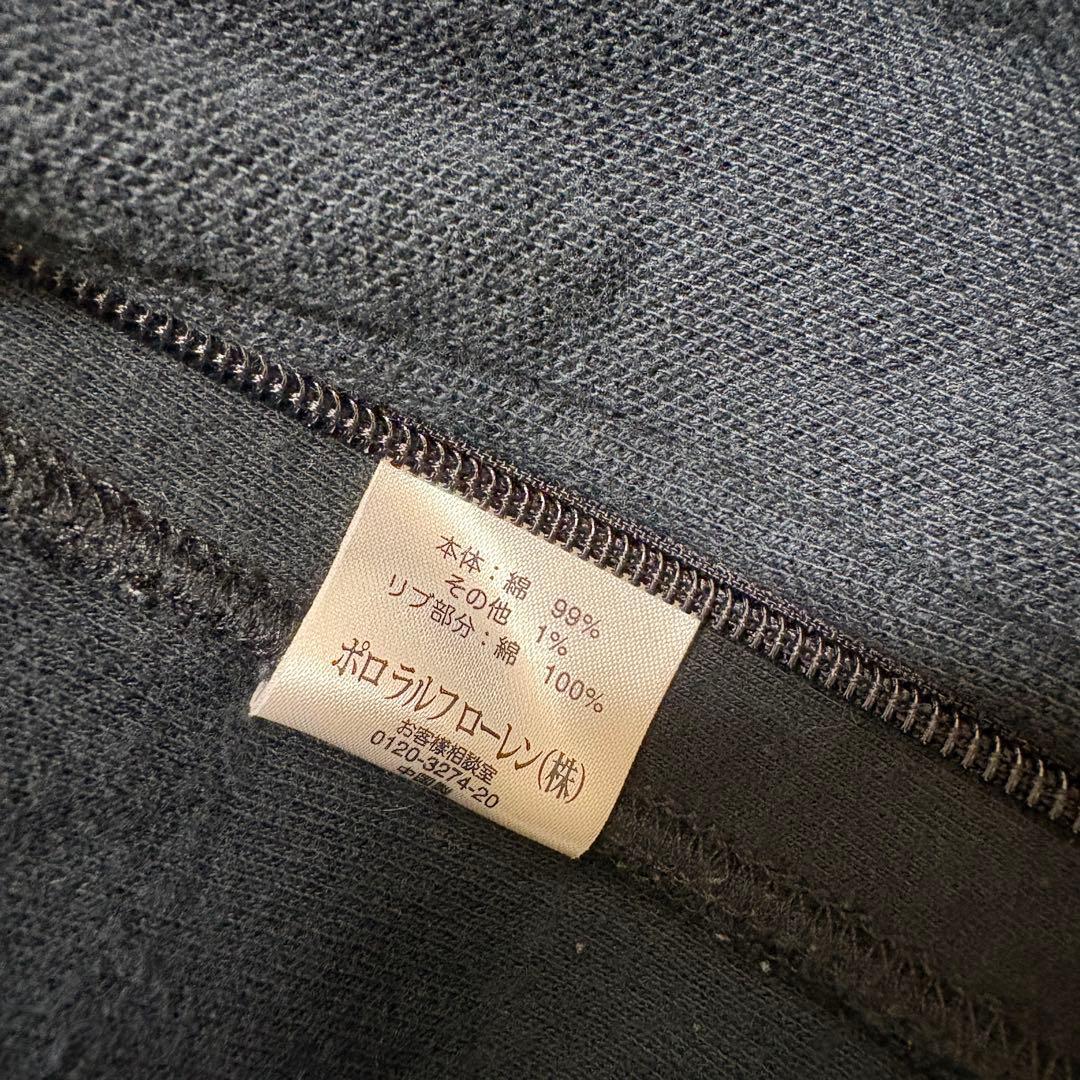 本体：綿 99%
その他 1%
リブ部分：綿 100%
ポロ ラルフ ローレン(株)
お客様相談室
0120-3274-20
中国製